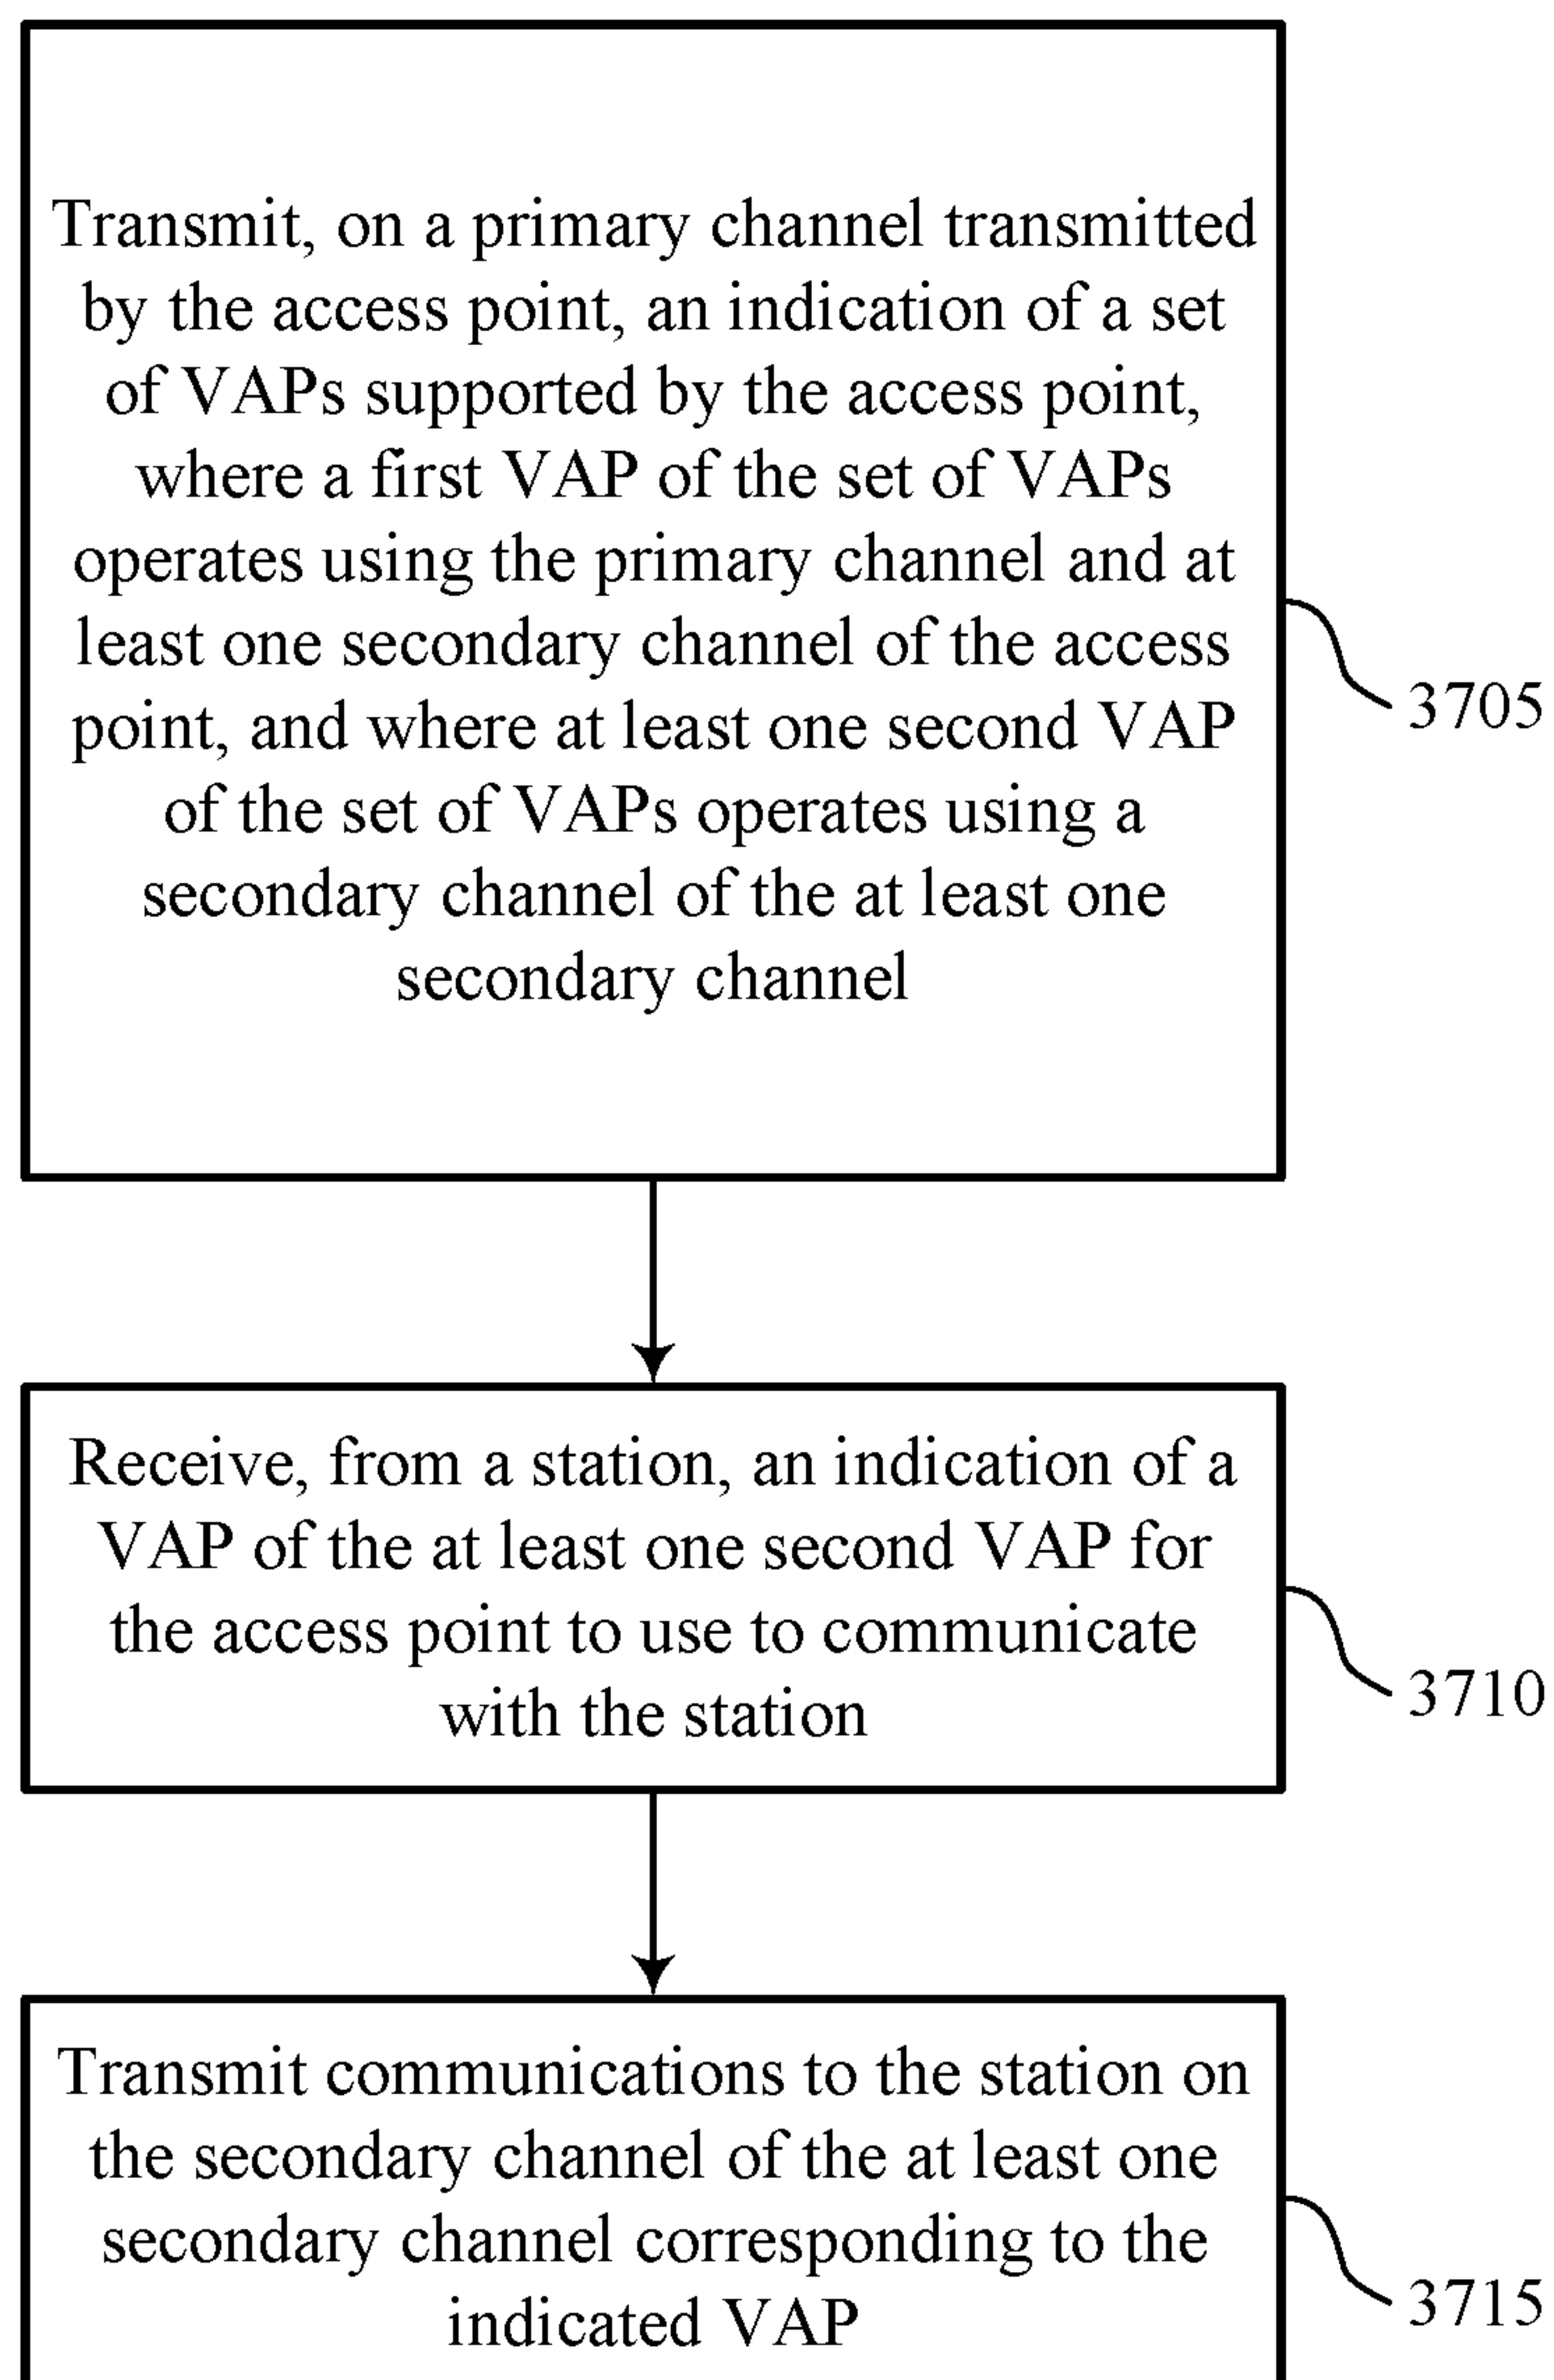 Transmit, on a primary channel transmitted
by the access point, an indication of a set
of VAPs supported by the access point,
where a first VAP of the set of VAPs
operates using the primary channel and at
least one secondary channel of the access
point, and where at least one second VAP
of the set of VAPs operates using a
secondary channel of the at least one
secondary channel
3705
Receive, from a station, an indication of a
VAP of the at least one second VAP for
the access point to use to communicate
with the station
3710
Transmit communications to the station on
the secondary channel of the at least one
secondary channel corresponding to the
indicated VAP
3715